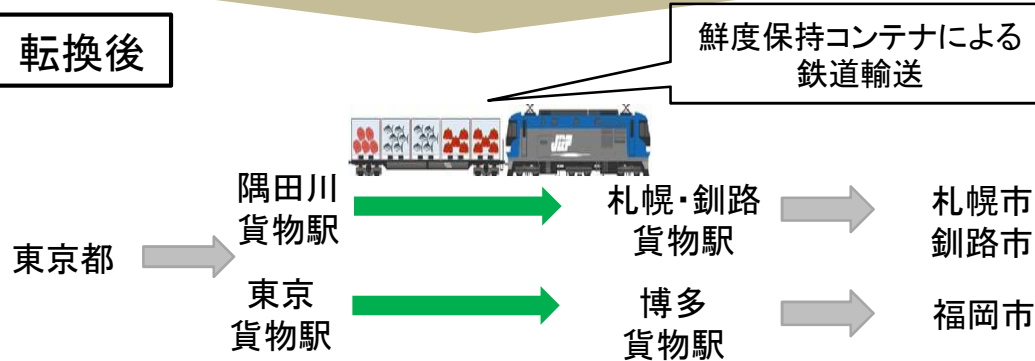 転換後
鮮度保持コンテナによる
鉄道輸送
JRF
東京都
隅田川
貨物駅
札幌・釧路
貨物駅
札幌市
釧路市
東京
貨物駅
博多
貨物駅
福岡市